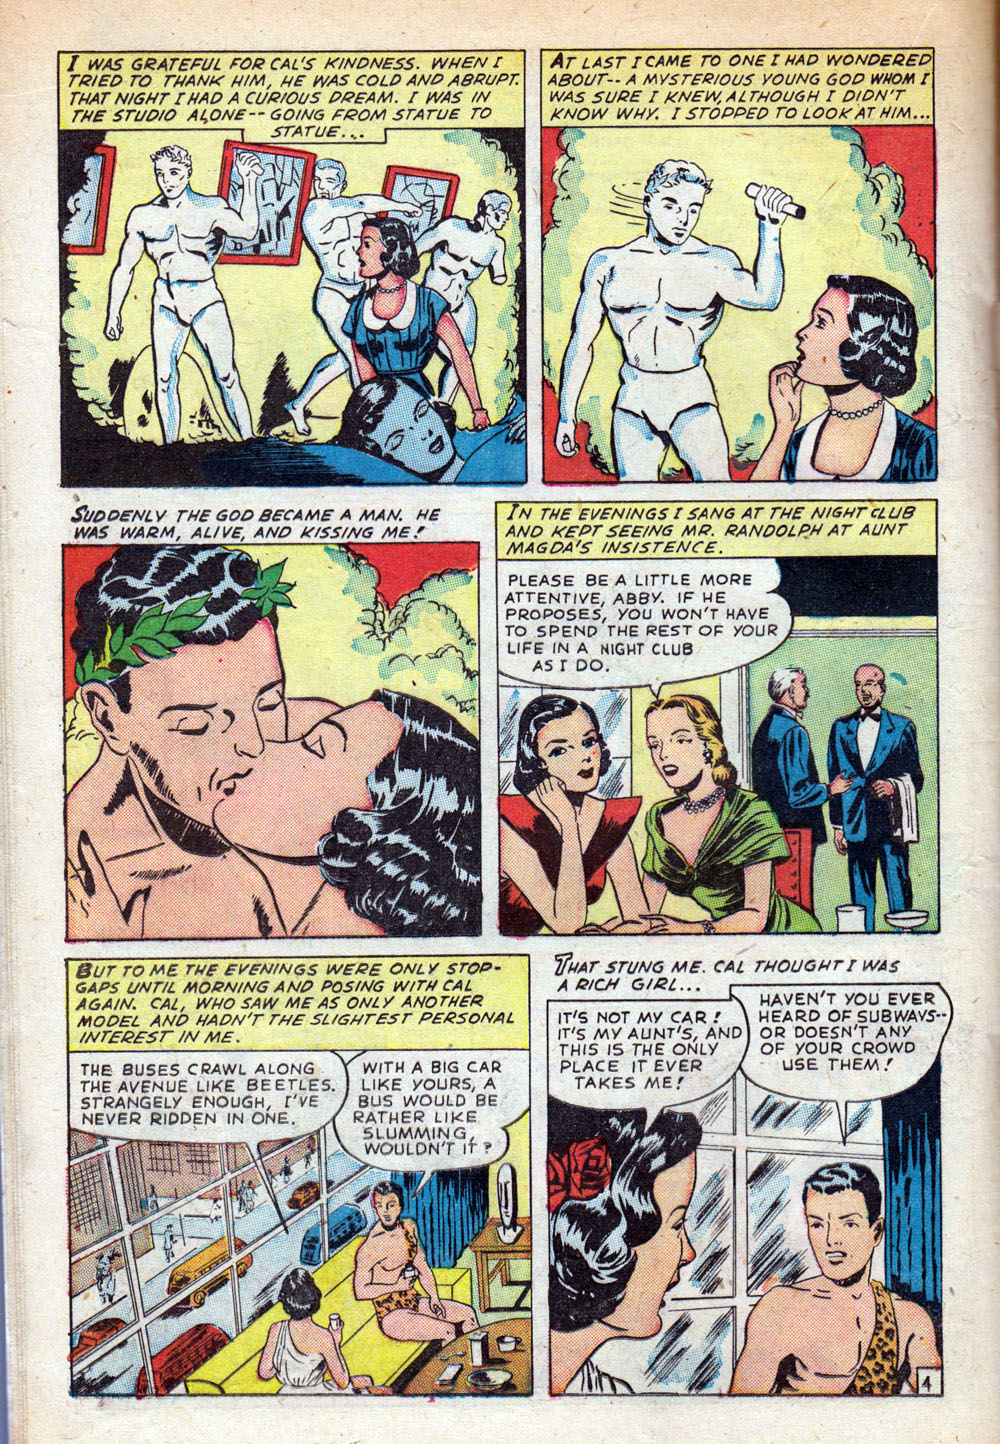 I WAS GRATEFUL FOR CAL'S KINDNESS. WHEN I
TRIED TO THANK HIM, HE WAS COLD AND ABRUPT.
THAT NIGHT I HAD A CURIOUS DREAM. I WAS IN
THE STUDIO ALONE-- GOING FROM STATUE TO
STATUE...
AT LAST I CAME TO ONE I HAD WONDERED
ABOUT-- A MYSTERIOUS YOUNG GOD WHOM I
WAS SURE I KNEW, ALTHOUGH I DIDN'T
KNOW WHY. I STOPPED TO LOOK AT HIM...
SUDDENLY THE GOD BECAME A MAN. HE
WAS WARM, ALIVE, AND KISSING ME!
IN THE EVENINGS I SANG AT THE NIGHT CLUB
AND KEPT SEEING MR. RANDOLPH AT AUNT
MAGDA'S INSISTENCE.
PLEASE BE A LITTLE MORE
ATTENTIVE, ABBY. IF HE
PROPOSES, YOU WON'T HAVE
TO SPEND THE REST OF YOUR
LIFE IN A NIGHT CLUB
AS I DO.
BUT TO ME THE EVENINGS WERE ONLY STOP-
GAPS UNTIL MORNING AND POSING WITH CAL
AGAIN. CAL, WHO SAW ME AS ONLY ANOTHER
MODEL AND HADN'T THE SLIGHTEST PERSONAL
INTEREST IN ME.
THE BUSES CRAWL ALONG
THE AVENUE LIKE BEETLES.
STRANGELY ENOUGH, I'VE
NEVER RIDDEN IN ONE.
WITH A BIG CAR
LIKE YOURS, A
BUS WOULD BE
RATHER LIKE
SLUMMING,
WOULDN'T IT?
THAT STUNG ME. CAL THOUGHT I WAS
A RICH GIRL...
IT'S NOT MY CAR!
IT'S MY AUNT'S, AND
THIS IS THE ONLY
PLACE IT EVER
TAKES ME!
HAVEN'T YOU EVER
HEARD OF SUBWAYS--
OR DOESN'T ANY
OF YOUR CROWD
USE THEM!
4